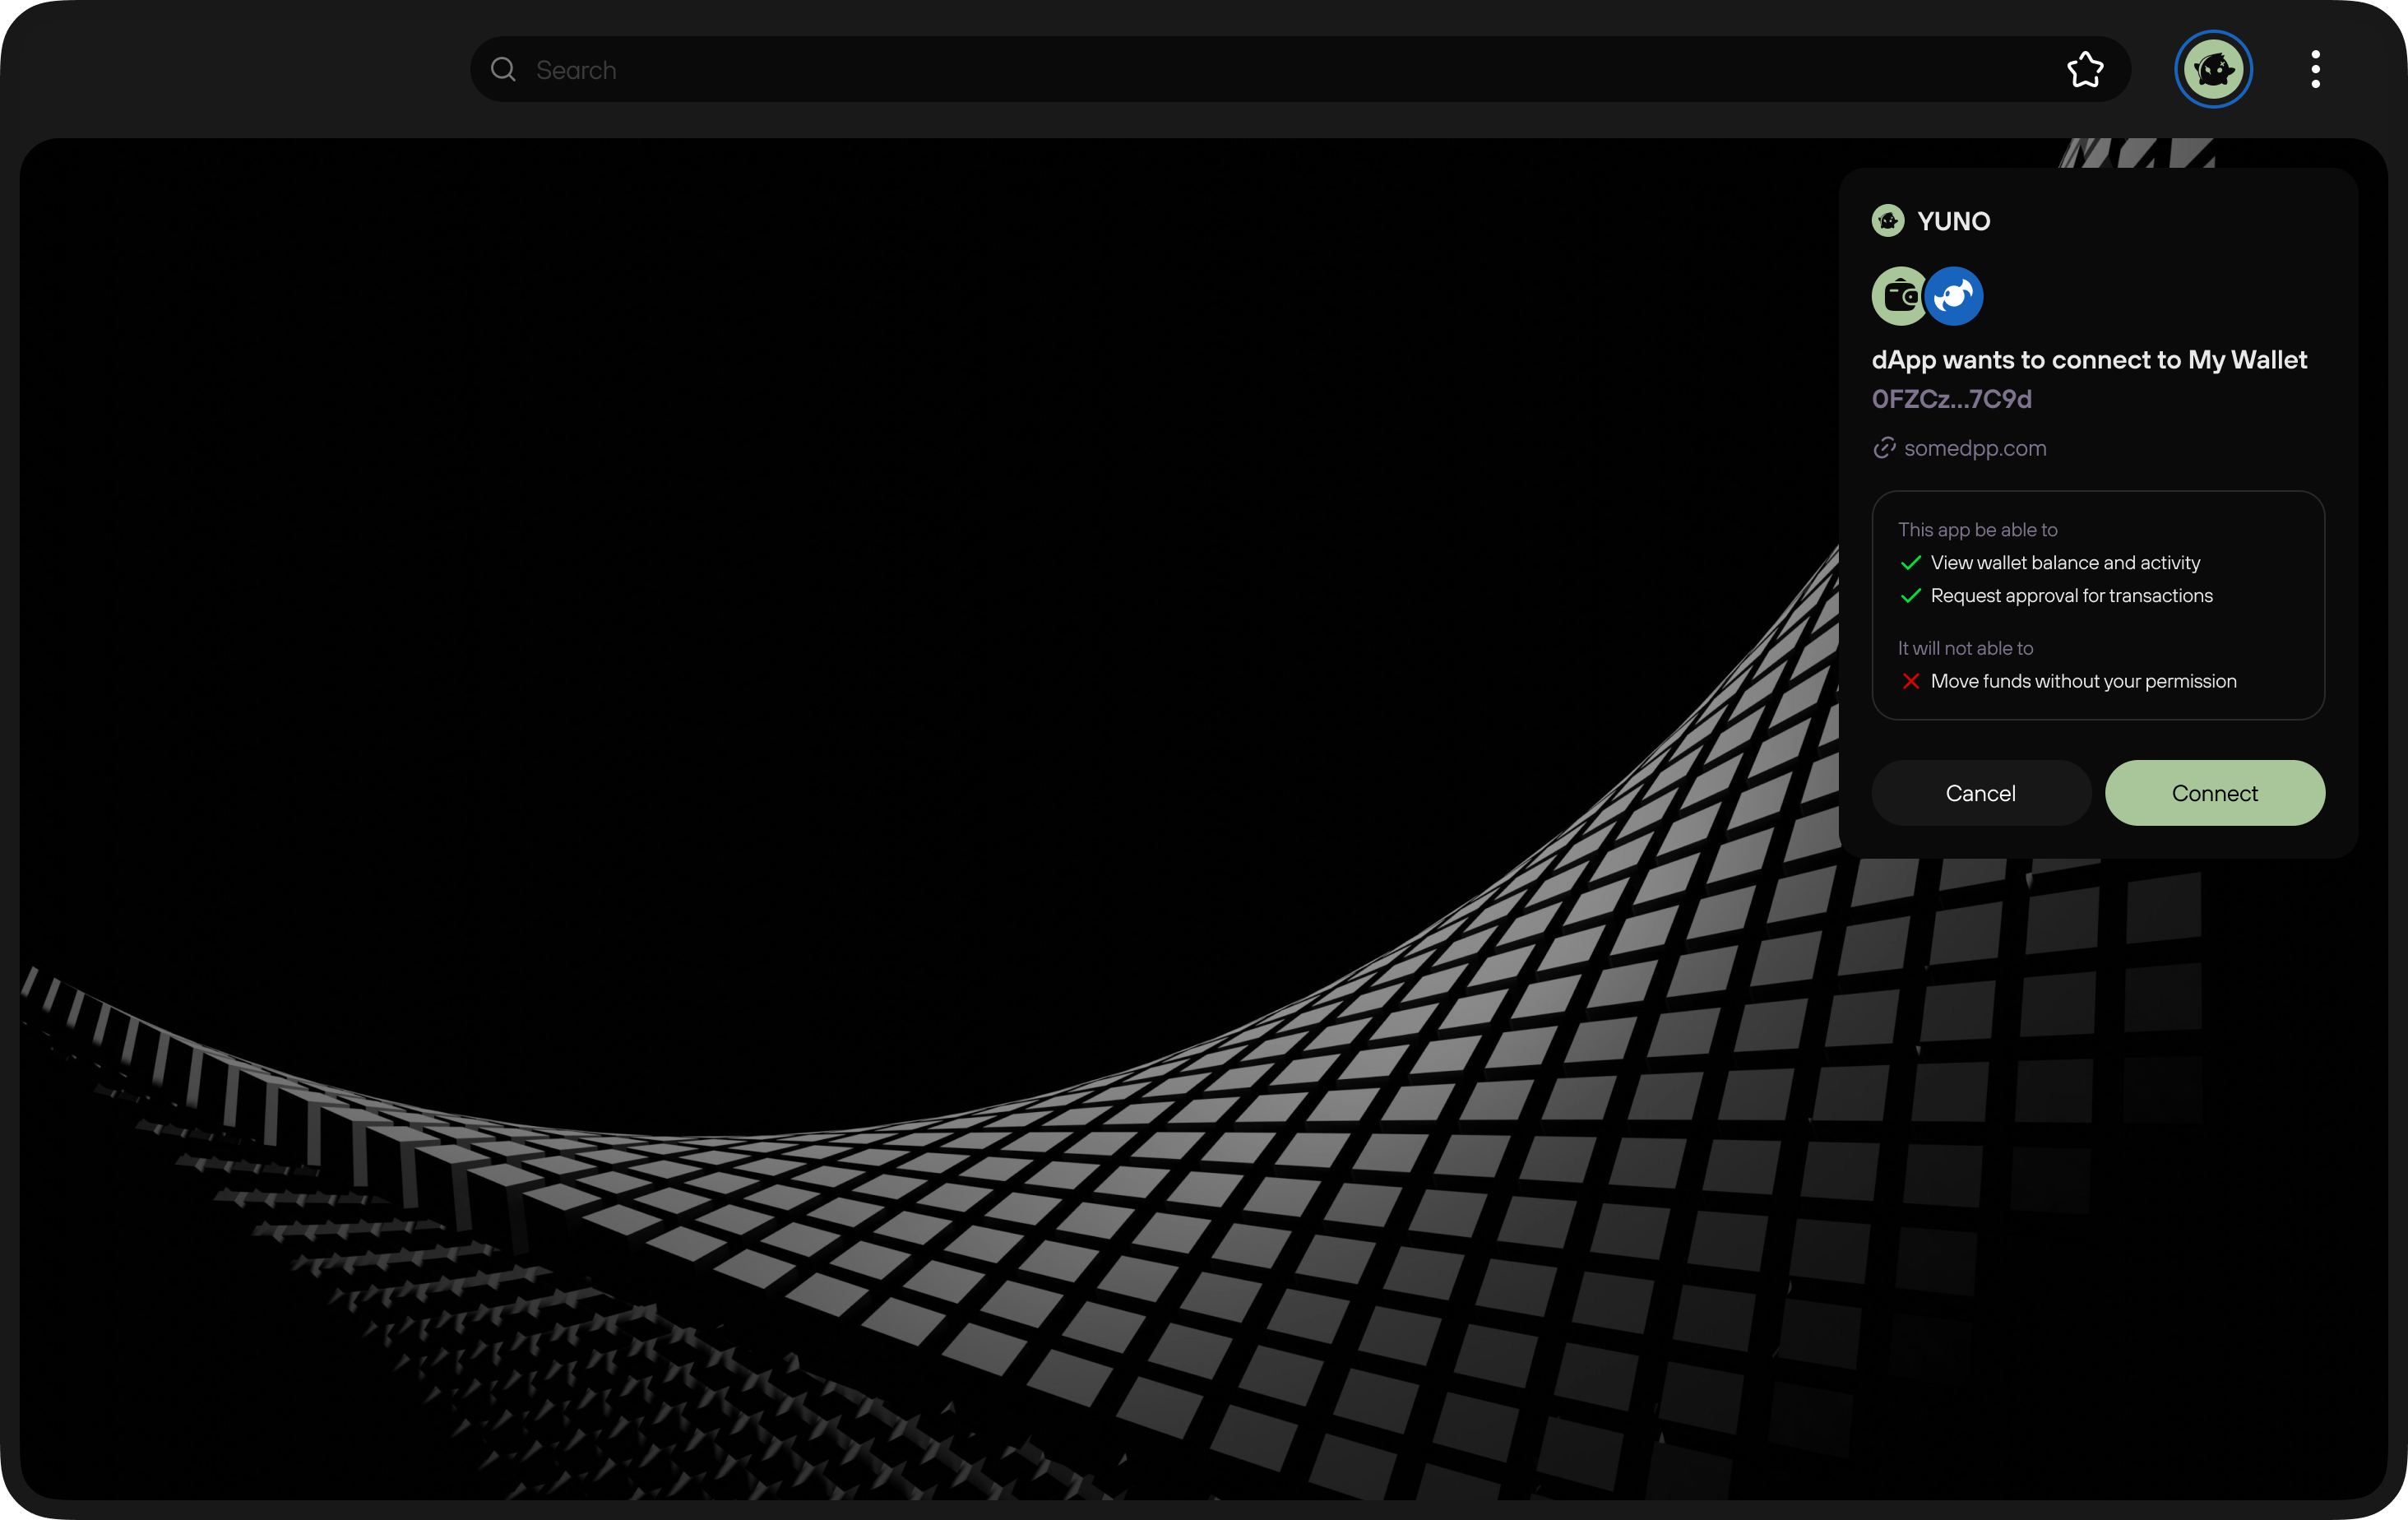 Search
YUNO
dApp wants to connect to My Wallet
0FZCz...7C9d
somedpp.com
This app be able to
View wallet balance and activity
Request approval for transactions
It will not able to
Move funds without your permission
Cancel
Connect